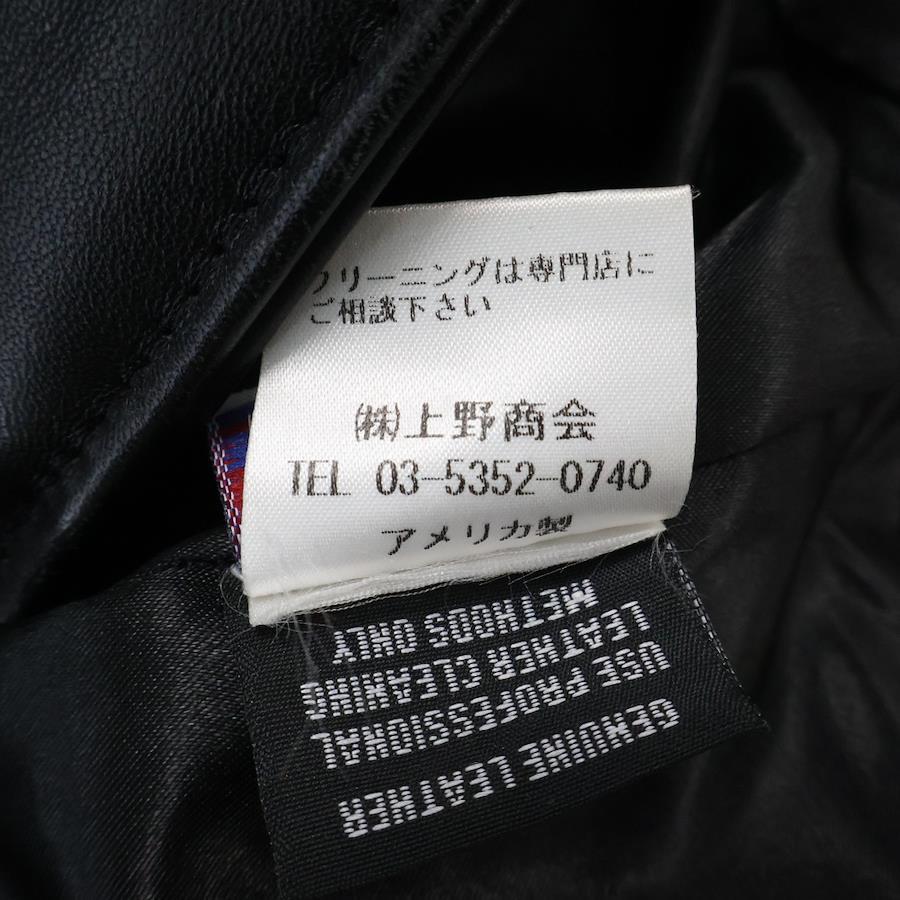 クリーニングは専門店に
ご相談下さい
㈱上野商会
TEL 03-5352-0740
アメリカ製
GENUINE LEATHER
USE PROFESSIONAL
LEATHER CLEANING
METHODS ONLY